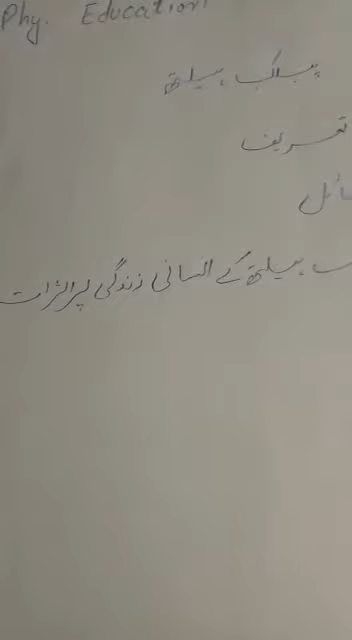 Phy. Education
پبلک ہیلتھ
تعریف
ہیلتھ کے انسانی زندگی پر اثرات